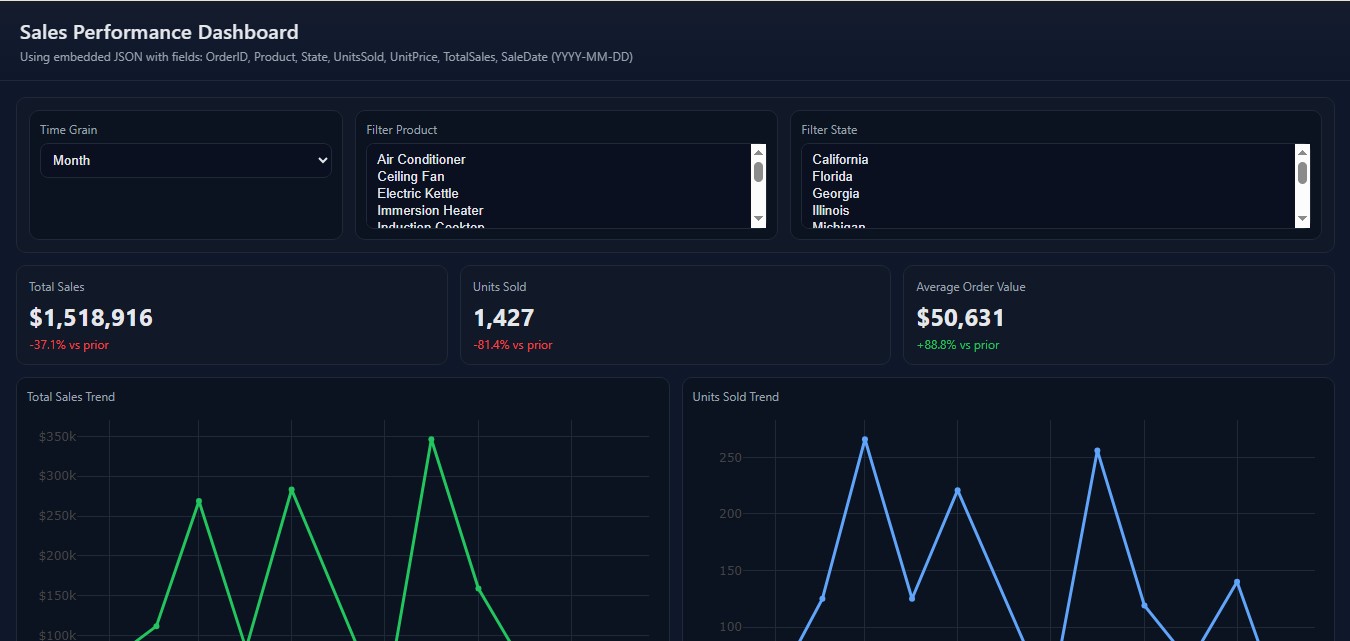 Sales Performance Dashboard
Using embedded JSON with fields: OrderID, Product, State, UnitsSold, UnitPrice, TotalSales, SaleDate (YYYY-MM-DD)
Time Grain
Month
Filter Product
Air Conditioner
Ceiling Fan
Electric Kettle
Immersion Heater
Induction Cooktop
Filter State
California
Florida
Georgia
Illinois
Michigan
Total Sales
$1,518,916
-37.1% vs prior
Units Sold
1,427
-81.4% vs prior
Average Order Value
$50,631
+88.8% vs prior
Total Sales Trend
$350k
$300k
$250k
$200k
$150k
$100k
Units Sold Trend
250
200
150
100